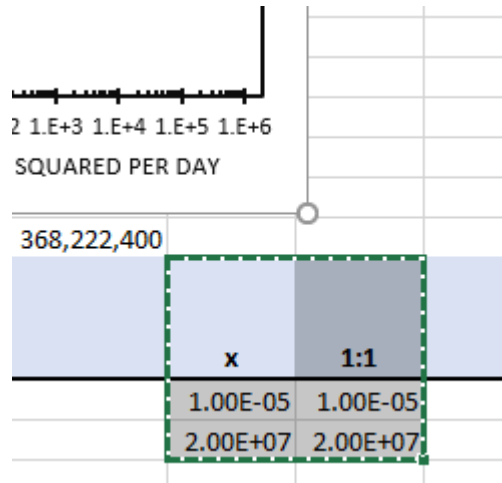 2 1.E+3 1.E+4 1.E+5 1.E+6
SQUARED PER DAY
368,222,400
x 1:1
1.00E-05 1.00E-05
2.00E+07 2.00E+07